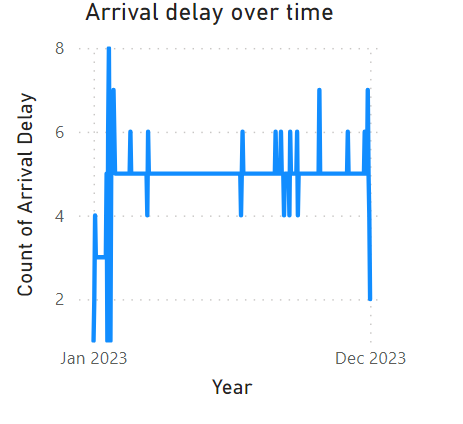 Arrival delay over time
Count of Arrival Delay
8
6
4
2
Jan 2023
Dec 2023
Year